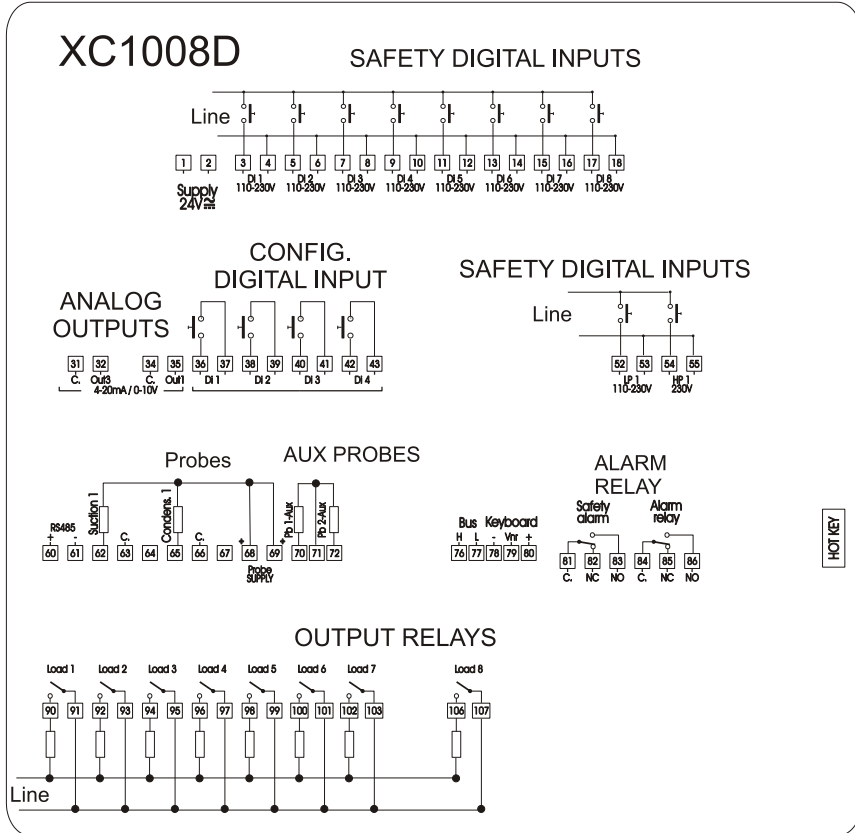 XC1008D
SAFETY DIGITAL INPUTS
Line
1 2 3 4 5 6 7 8 9 10 11 12 13 14 15 16 17 18
DI 1 DI 2 DI 3 DI 4 DI 5 DI 6 DI 7 DI 8
110-230V 110-230V 110-230V 110-230V 110-230V 110-230V 110-230V 110-230V
Supply
24V
CONFIG.
DIGITAL INPUT
SAFETY DIGITAL INPUTS
ANALOG
OUTPUTS
Line
31 32 34 35 36 37 38 39 40 41 42 43
C. Out3 C. Out1 DI 1 DI 2 DI 3 DI 4
4-20mA / 0-10V
52 53 54 55
LP 1 HP 1
110-230V 230V
Probes
AUX PROBES
ALARM
RELAY
Suction 1
Condens. 1
Pb 1-Aux
Pb 2-Aux
RS485
+ - C. C. + +
60 61 62 63 64 65 66 67 68 69 70 71 72
Probe
SUPPLY
Bus Keyboard
H L - Vnr +
76 77 78 79 80
Safety
alarm
Alarm
relay
81 82 83 84 85 86
C. NC NO C. NC NO
HOT KEY
OUTPUT RELAYS
Load 1 Load 2 Load 3 Load 4 Load 5 Load 6 Load 7 Load 8
90 91 92 93 94 95 96 97 98 99 100 101 102 103 106 107
Line